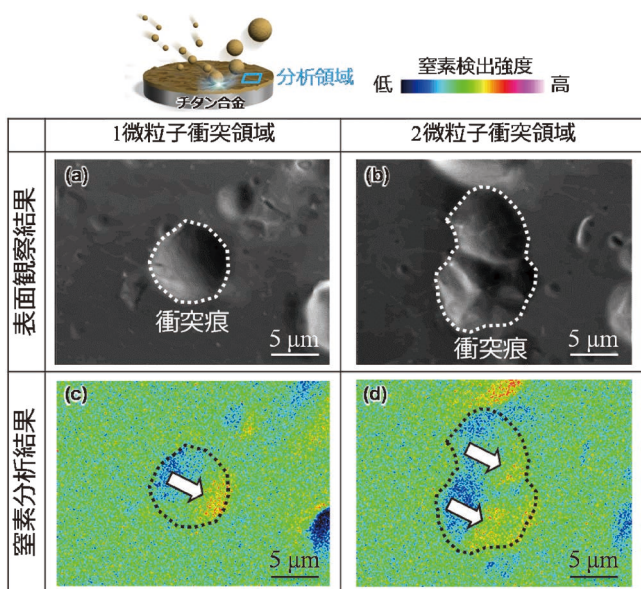 分析領域
チタン合金
窒素検出強度
低
高
1微粒子衝突領域
2微粒子衝突領域
表面観察結果
(a)
衝突痕
5 μm
(b)
衝突痕
5 μm
窒素分析結果
(c)
5 μm
(d)
5 μm